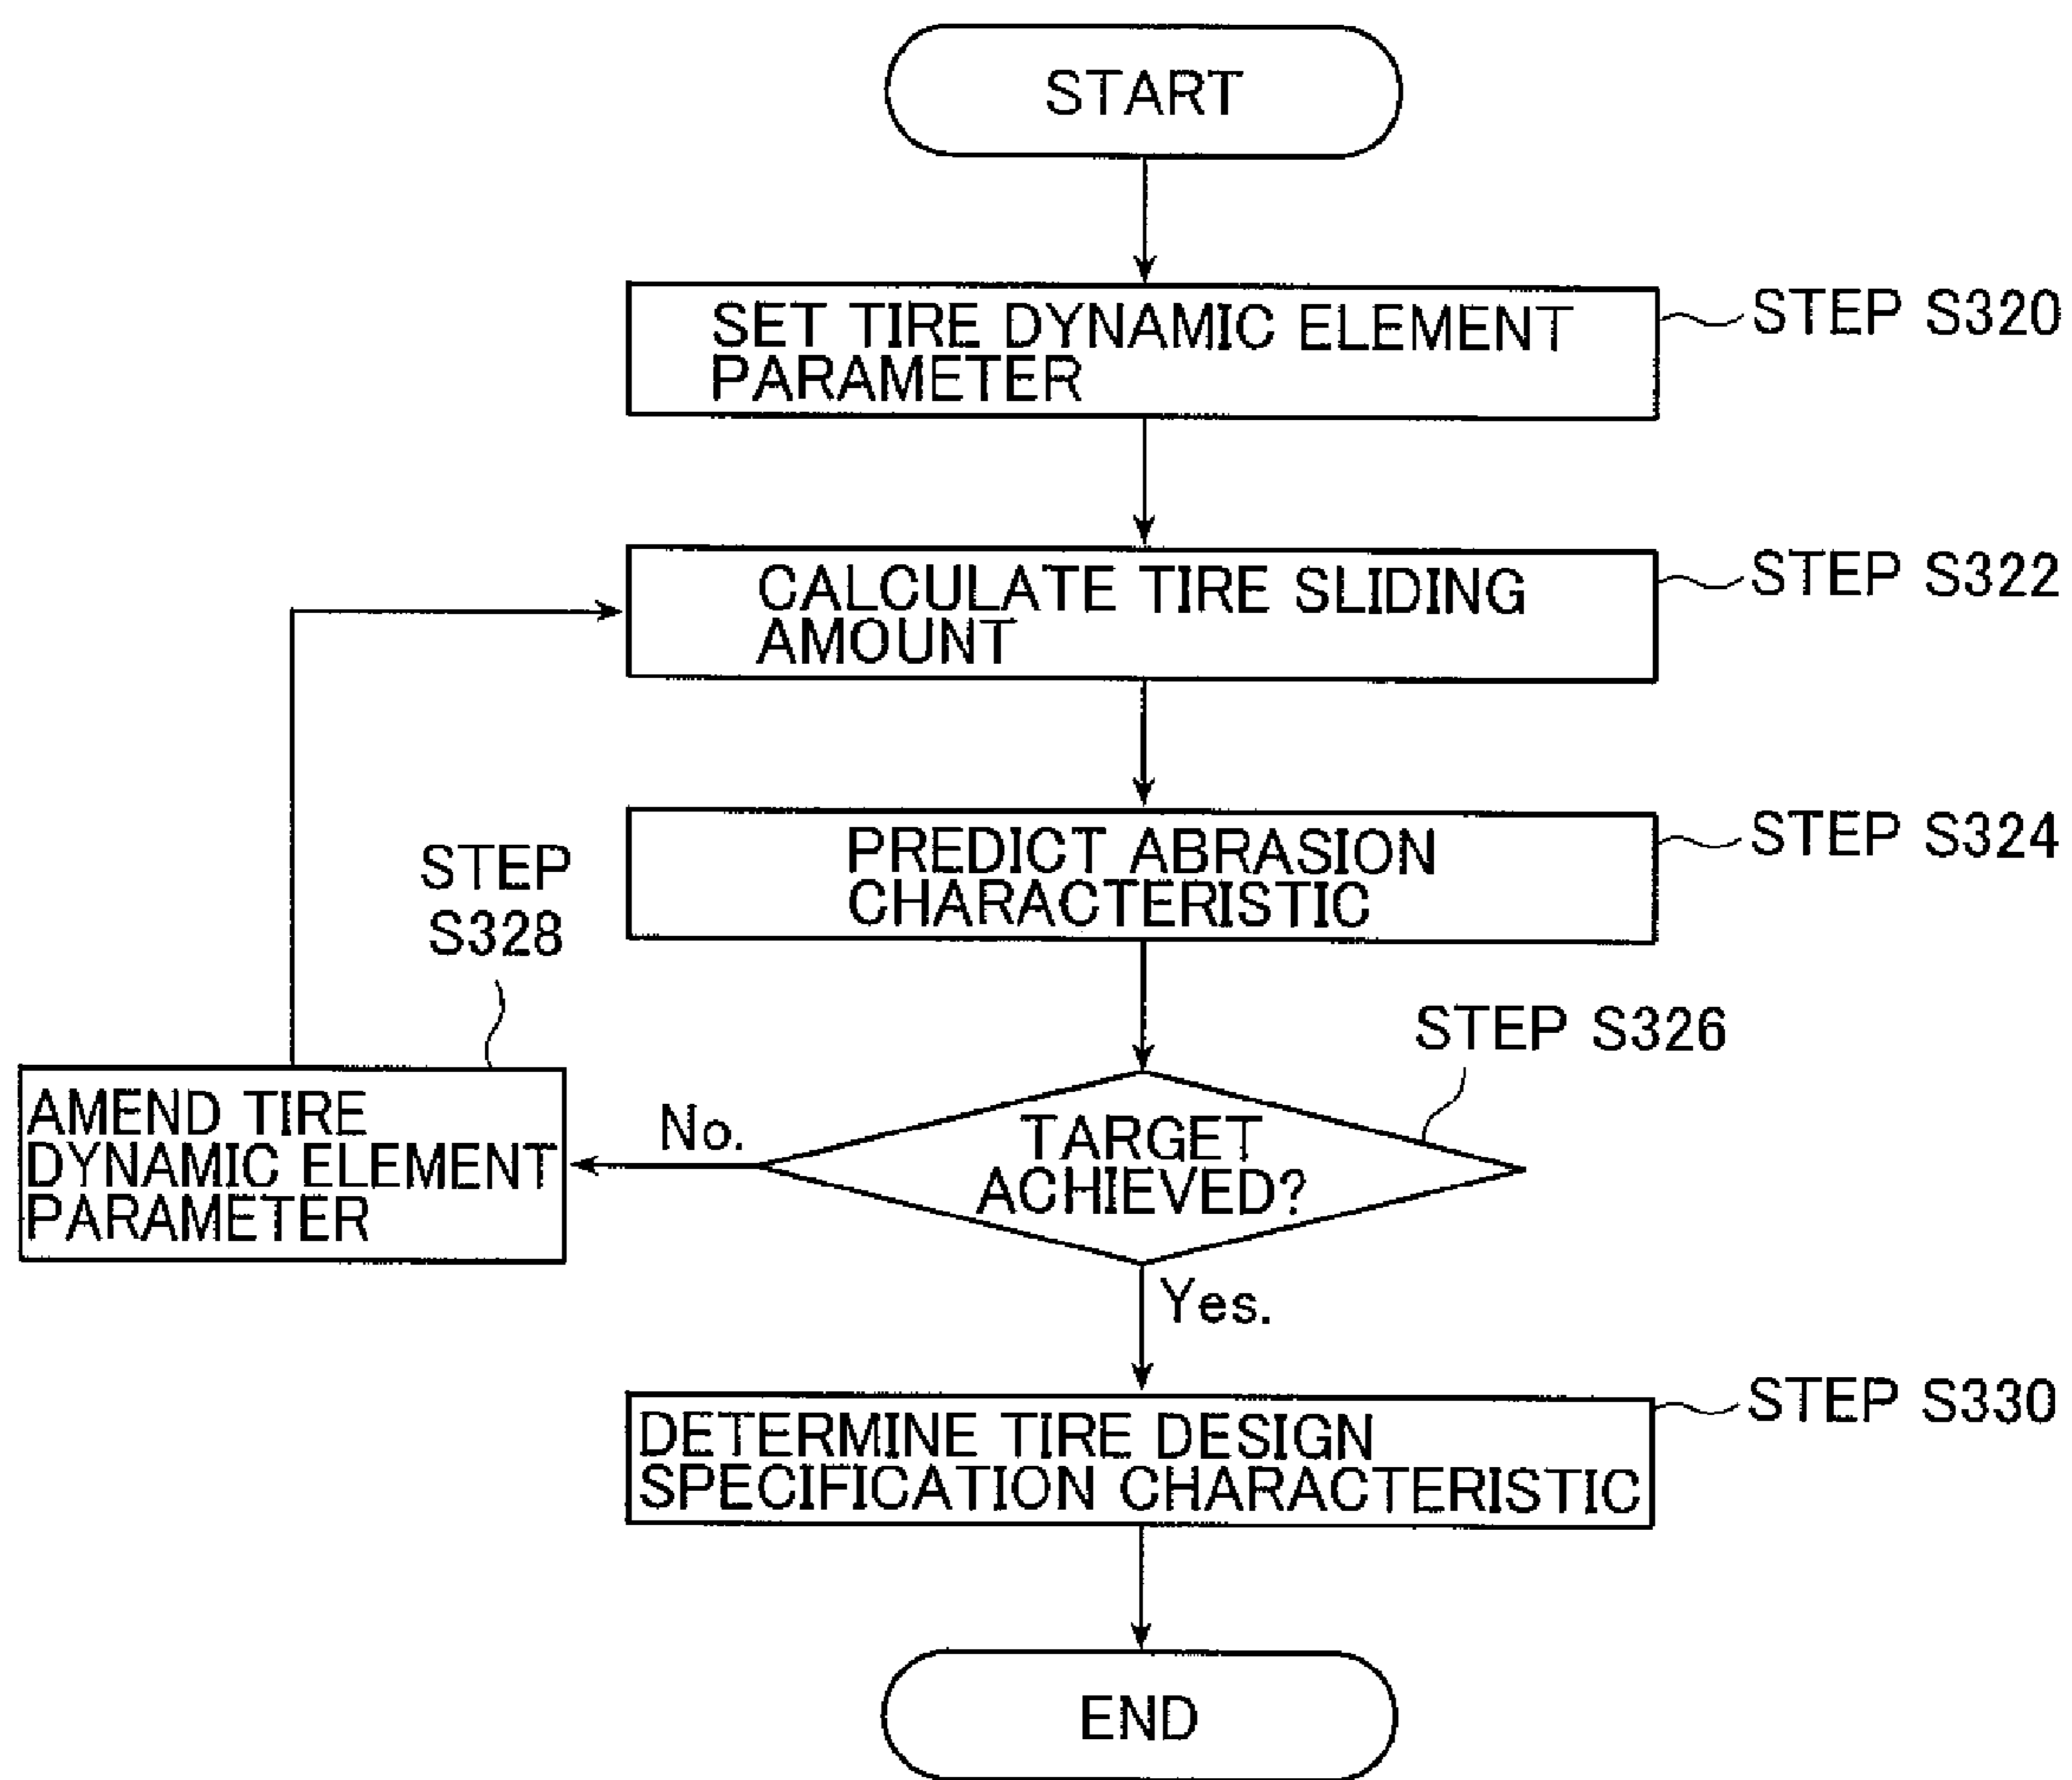 START
SET TIRE DYNAMIC ELEMENT
PARAMETER
STEP S320
CALCULATE TIRE SLIDING
AMOUNT
STEP S322
PREDICT ABRASION
CHARACTERISTIC
STEP S324
STEP
S328
STEP S326
AMEND TIRE
DYNAMIC ELEMENT
PARAMETER
No.
TARGET
ACHIEVED?
Yes.
DETERMINE TIRE DESIGN
SPECIFICATION CHARACTERISTIC
STEP S330
END